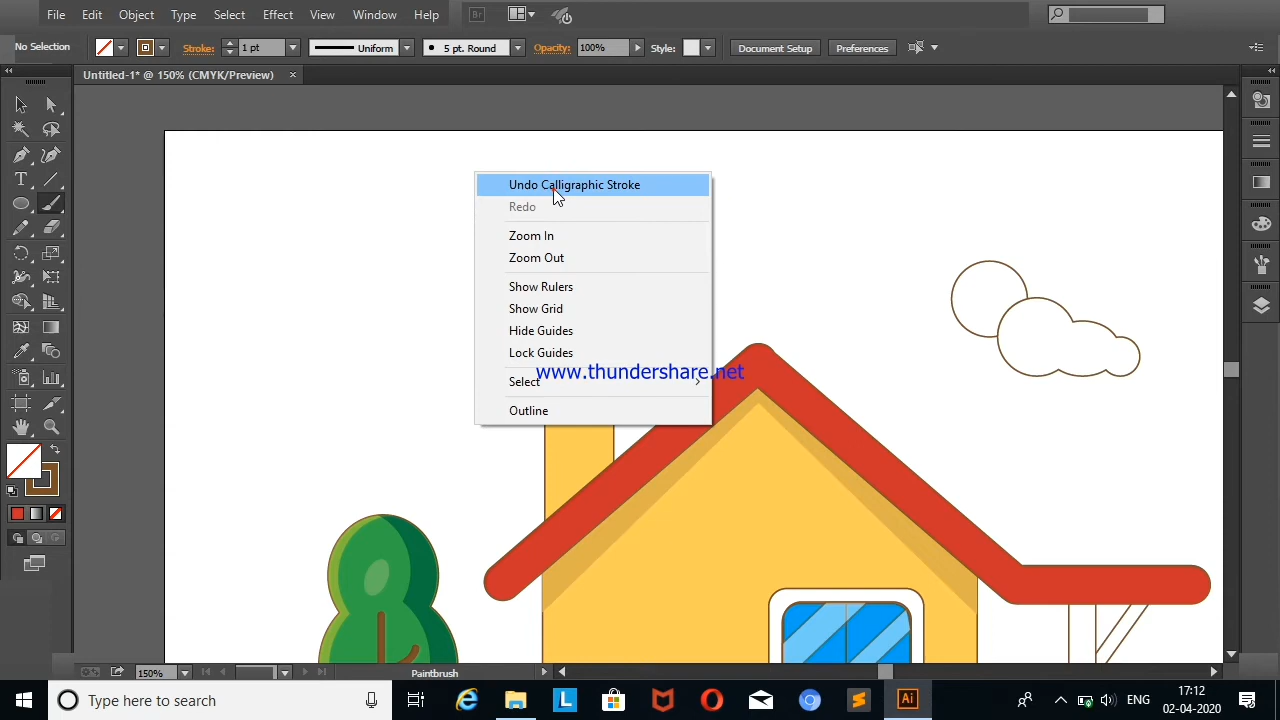 File Edit Object Type Select Effect View Window Help Br
No Selection Stroke: 1 pt Uniform 5 pt. Round Opacity: 100% Style: Document Setup Preferences
Untitled-1* @ 150% (CMYK/Preview) ×
Undo Calligraphic Stroke
Redo
Zoom In
Zoom Out
Show Rulers
Show Grid
Hide Guides
Lock Guides
Select
Outline
www.thundershare.net
150% Paintbrush
Type here to search L Ai ENG 17:12
02-04-2020